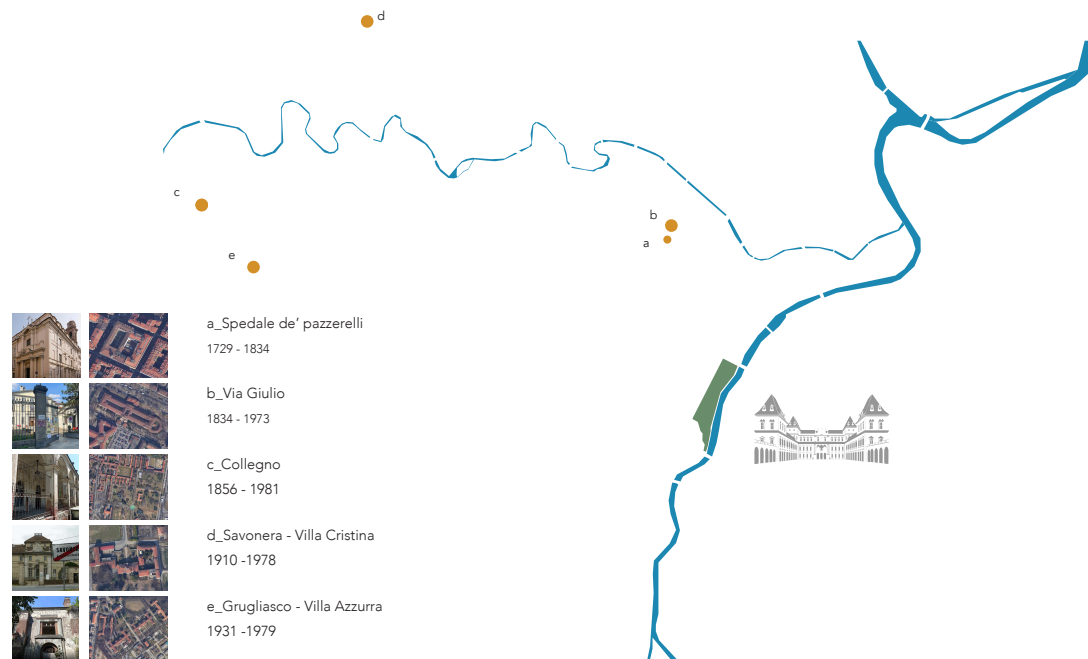 d
c
b
a
e
a_Spedale de’ pazzerelli
1729 - 1834
b_Via Giulio
1834 - 1973
c_Collegno
1856 - 1981
d_Savonera - Villa Cristina
1910 -1978
e_Grugliasco - Villa Azzurra
1931 -1979